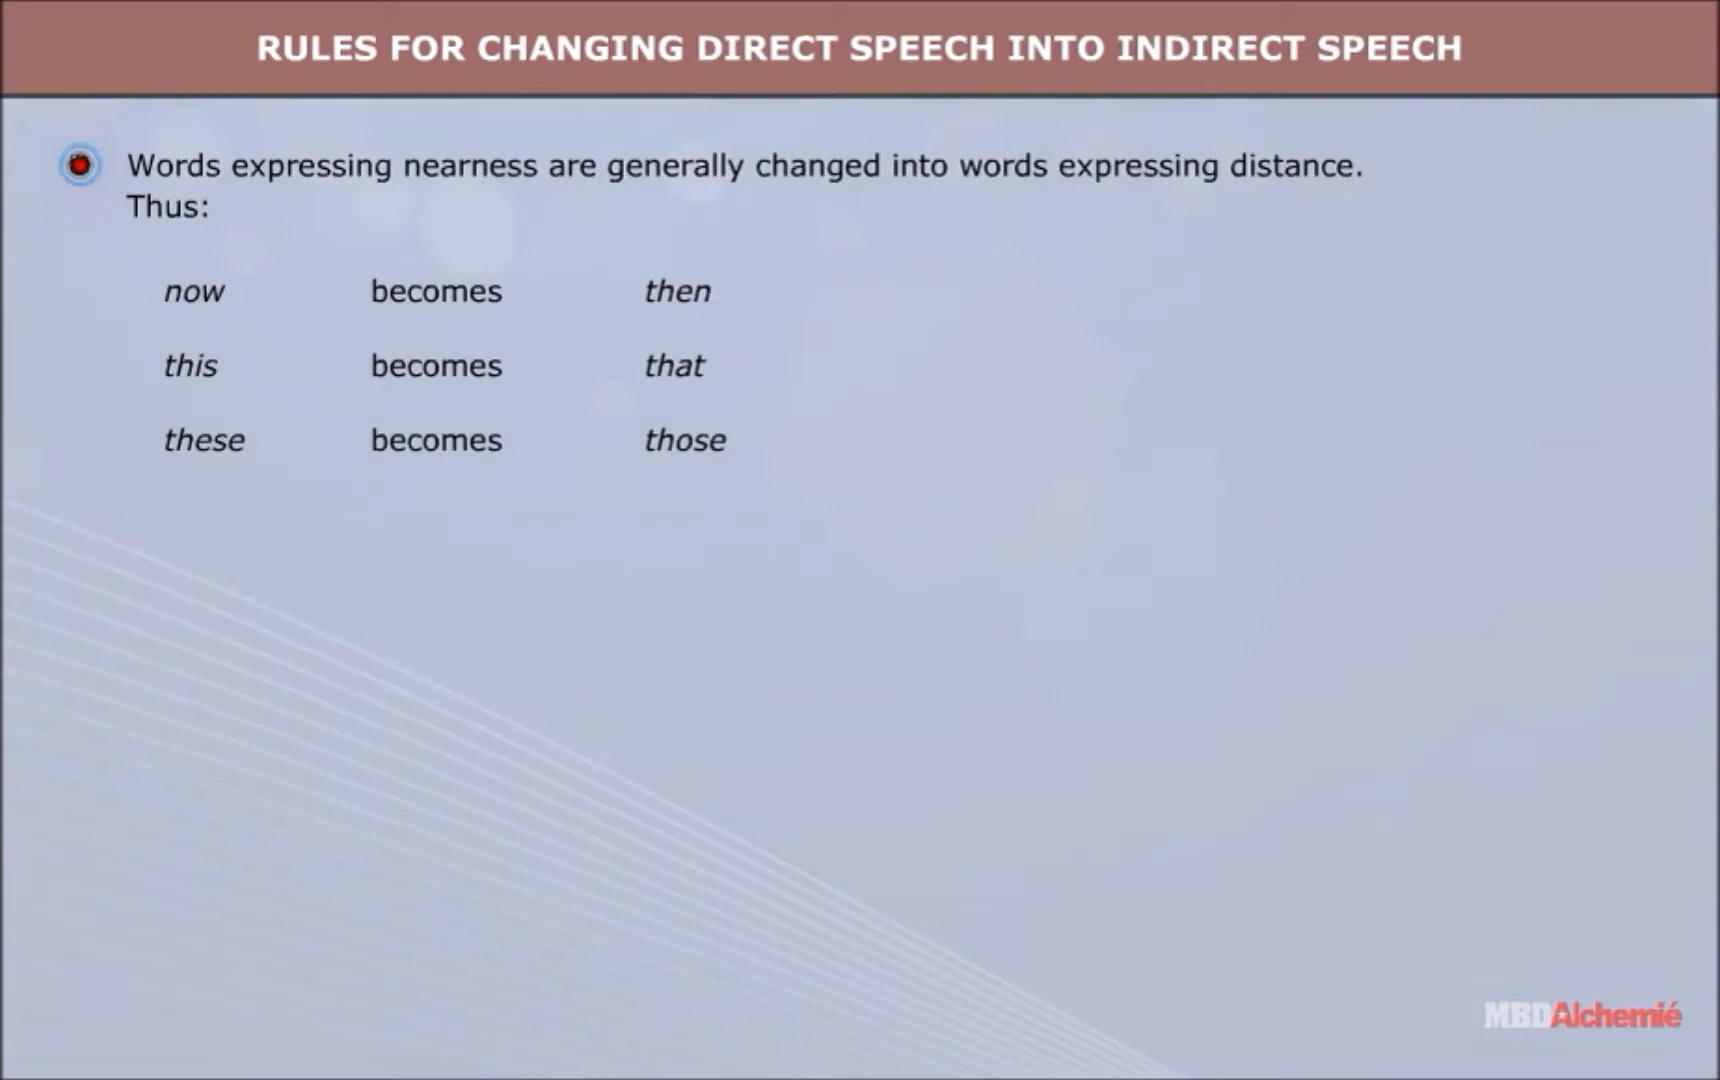 RULES FOR CHANGING DIRECT SPEECH INTO INDIRECT SPEECH
Words expressing nearness are generally changed into words expressing distance.
Thus:
now becomes then
this becomes that
these becomes those
MBDAlchemié